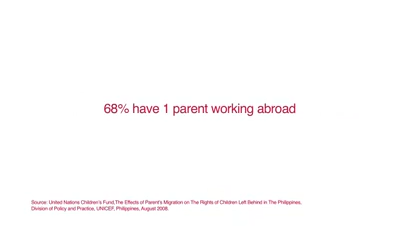 68% have 1 parent working abroad
Source: United Nations Children's Fund,The Effects of Parent's Migration on The Rights of Children Left Behind in The Philippines,
Division of Policy and Practice, UNICEF, Philippines, August 2008.